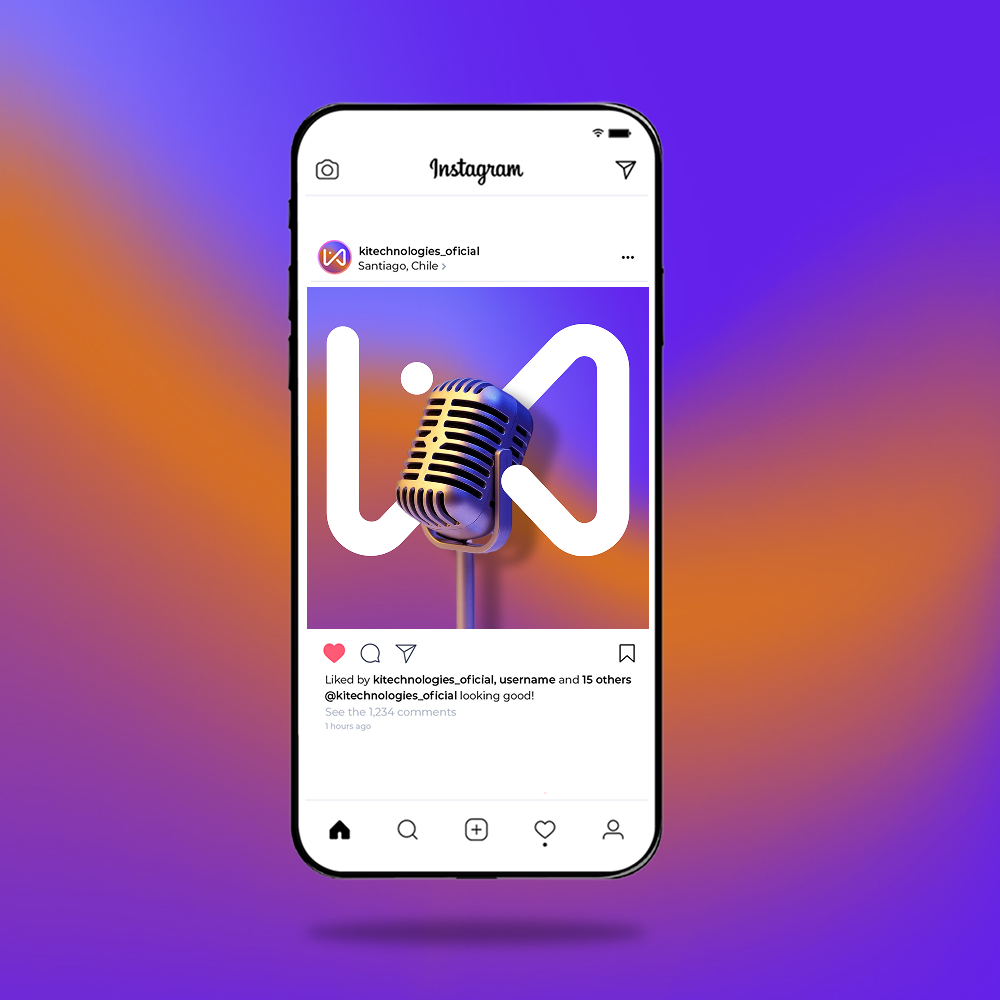 Instagram
kitechnologies_oficial
Santiago, Chile >
Liked by kitechnologies_oficial, username and 15 others
@kitechnologies_oficial looking good!
See the 1,234 comments
1 hours ago